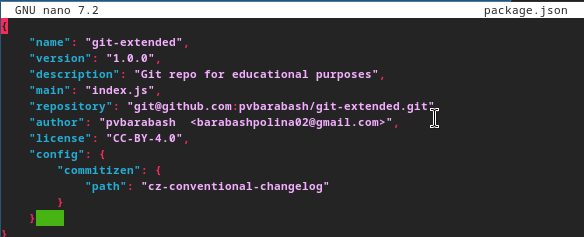 GNU nano 7.2 package.json
{
    "name": "git-extended",
    "version": "1.0.0",
    "description": "Git repo for educational purposes",
    "main": "index.js",
    "repository": "git@github.com:pvbarabash/git-extended.git",
    "author": "pvbarabash  <barabashpolina02@gmail.com>",
    "license": "CC-BY-4.0",
    "config": {
        "commitizen": {
            "path": "cz-conventional-changelog"
        }
    }
}